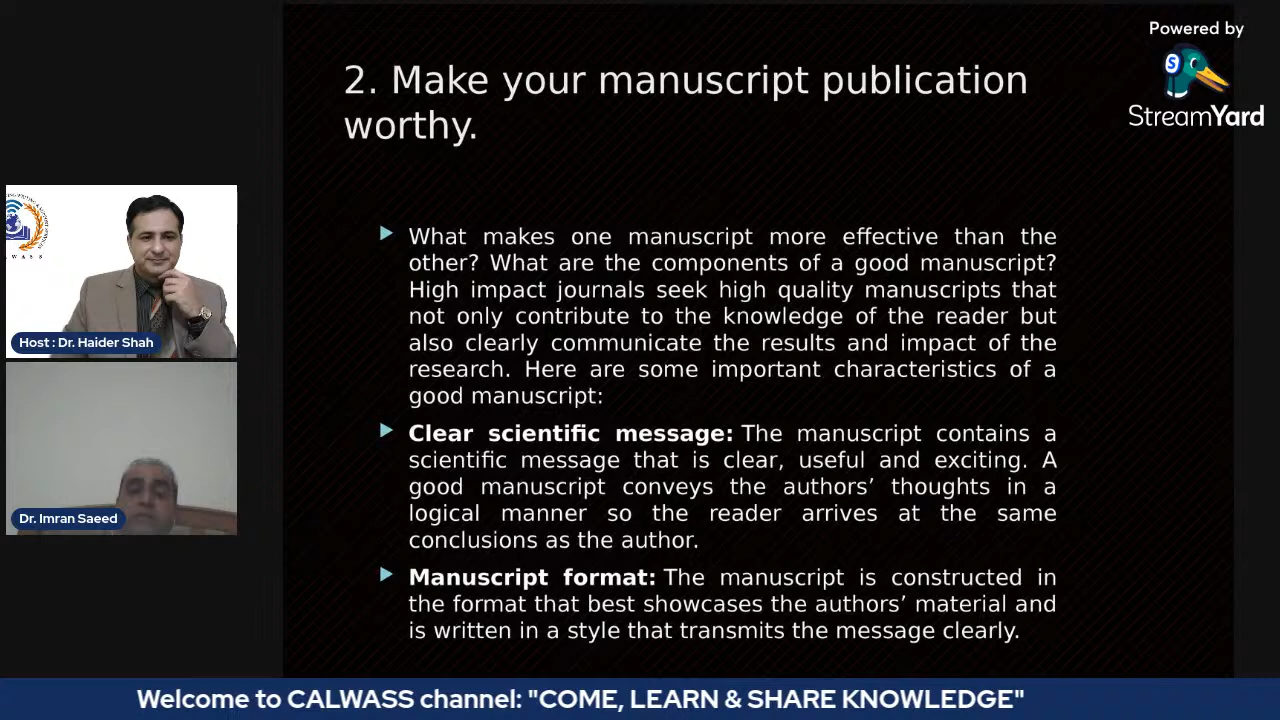 Powered by
S
StreamYard
2. Make your manuscript publication
worthy.
What makes one manuscript more effective than the
other? What are the components of a good manuscript?
High impact journals seek high quality manuscripts that
not only contribute to the knowledge of the reader but
also clearly communicate the results and impact of the
research. Here are some important characteristics of a
good manuscript:
Clear scientific message: The manuscript contains a
scientific message that is clear, useful and exciting. A
good manuscript conveys the authors’ thoughts in a
logical manner so the reader arrives at the same
conclusions as the author.
Manuscript format: The manuscript is constructed in
the format that best showcases the authors’ material and
is written in a style that transmits the message clearly.
Host : Dr. Haider Shah
Dr. Imran Saeed
Welcome to CALWASS channel: "COME, LEARN & SHARE KNOWLEDGE"